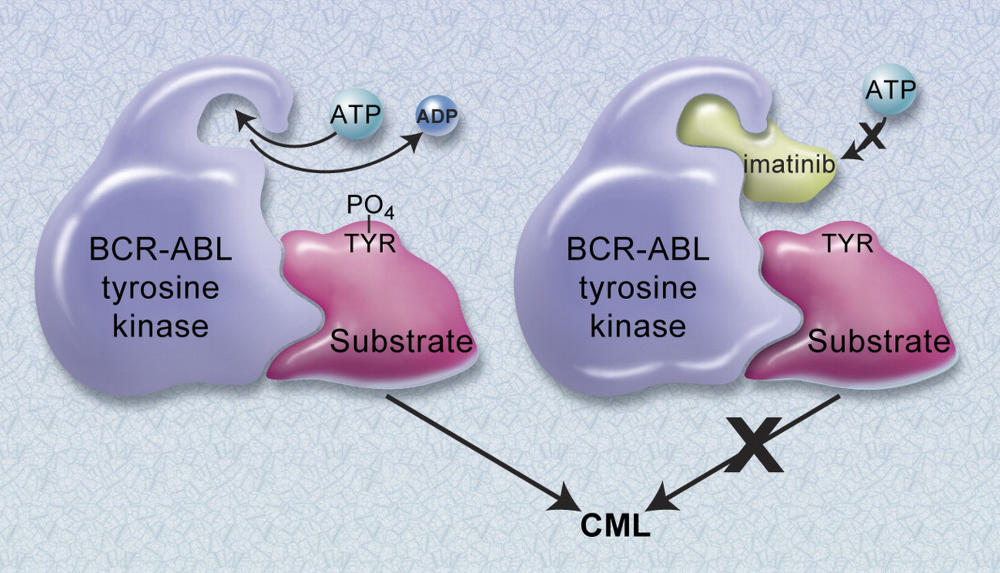 ATP
ADP
PO4
TYR
BCR-ABL
tyrosine
kinase
Substrate
ATP
X
imatinib
TYR
BCR-ABL
tyrosine
kinase
Substrate
X
CML